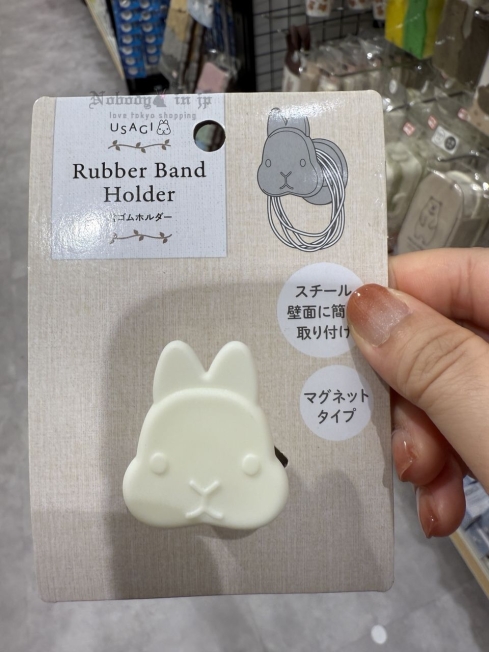 Nobody in jp
love tokyo shopping
USAGI
Rubber Band
Holder
ゴムホルダー
スチール
壁面に簡
取り付け
マグネット
タイプ